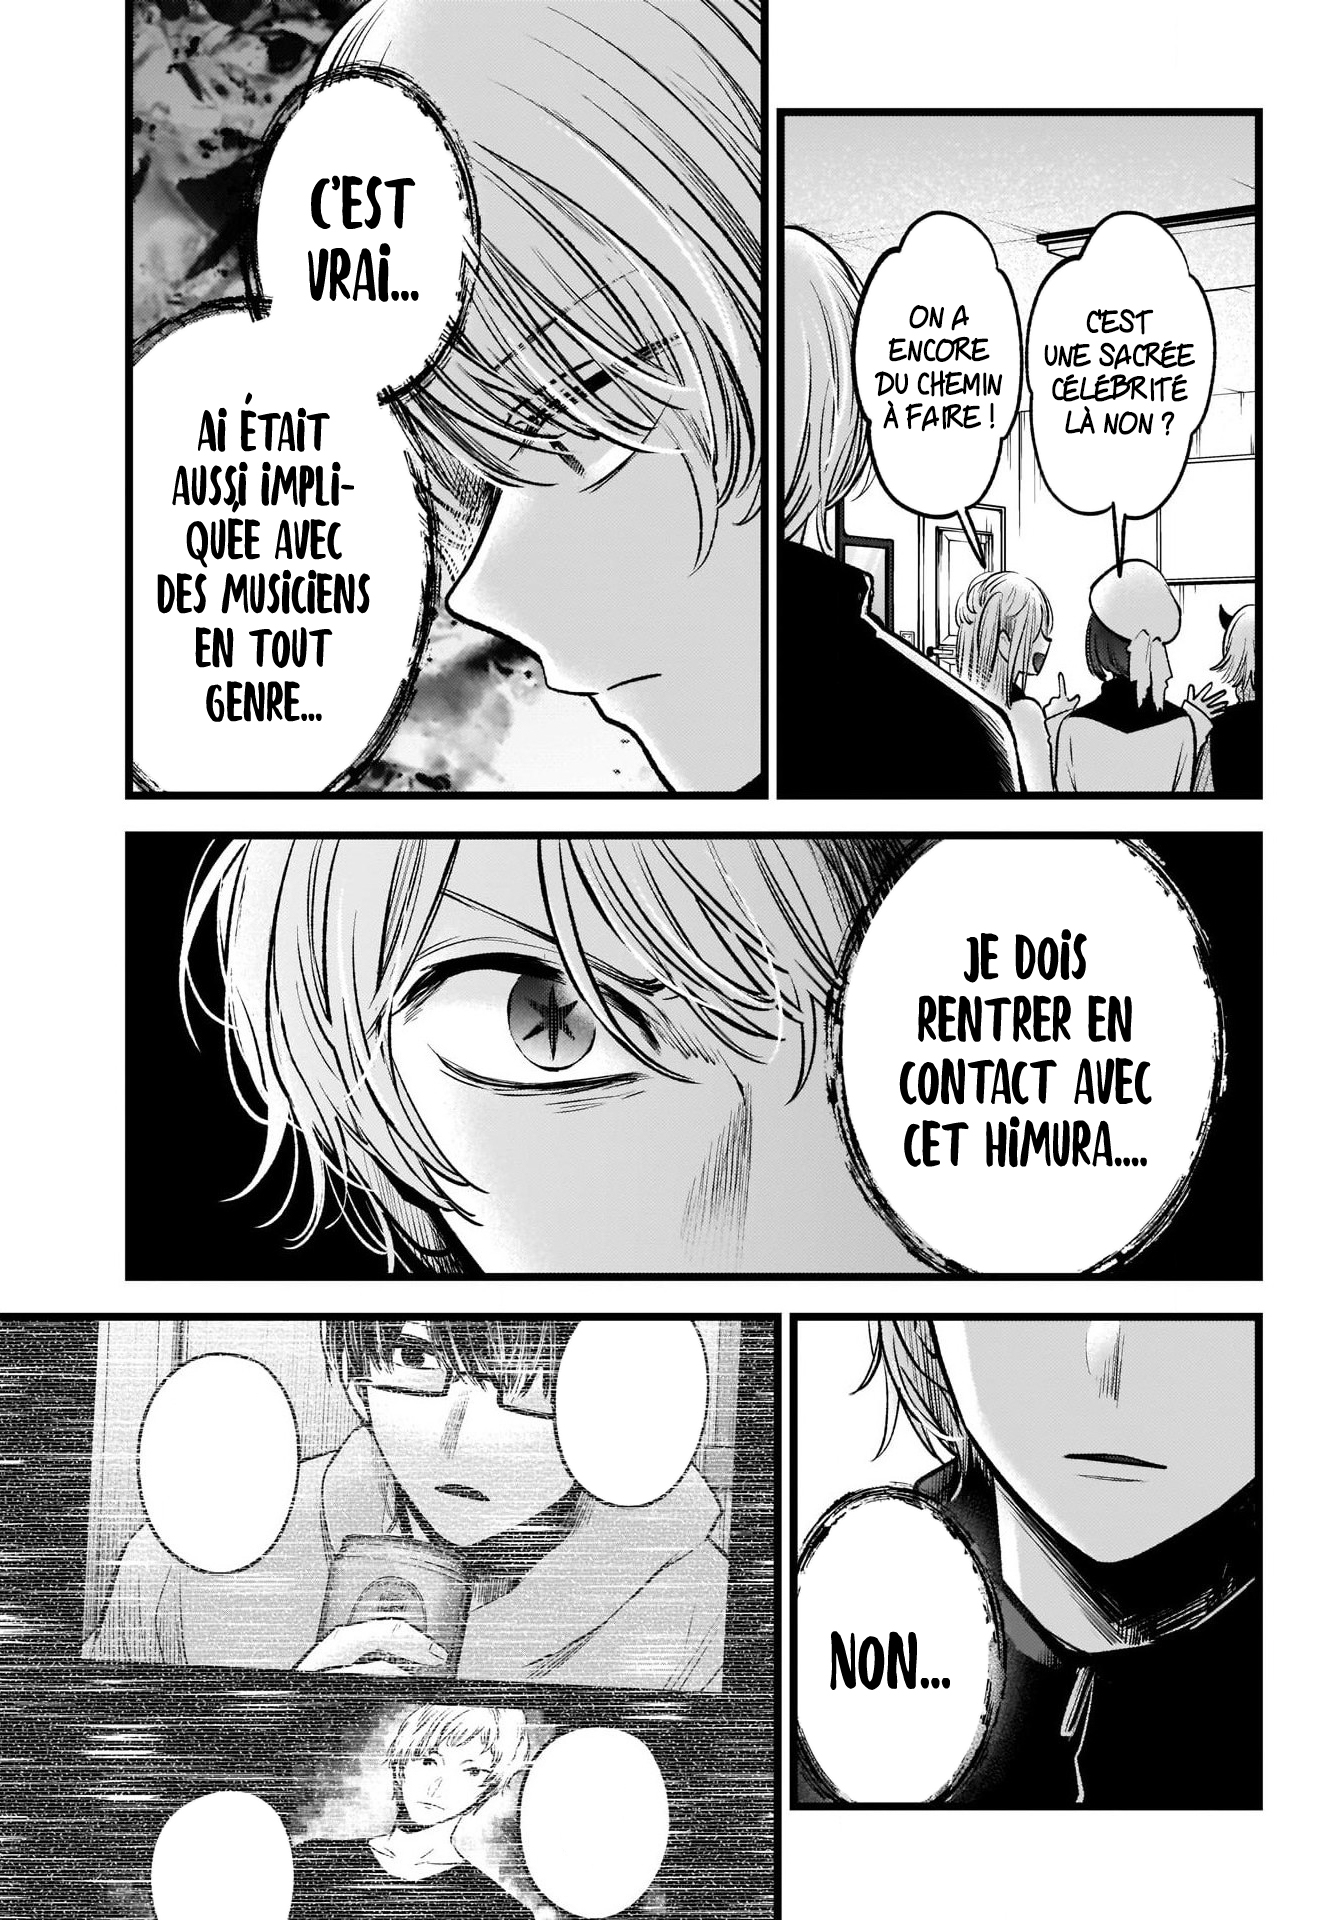 C'EST
UNE SACRÉE
CÉLÉBRITÉ
LÀ NON ?
ON A
ENCORE
DU CHEMIN
À FAIRE !
C'EST
VRAI...
AI ÉTAIT
AUSSI IMPLI-
QUÉE AVEC
DES MUSICIENS
EN TOUT
GENRE...
JE DOIS
RENTRER EN
CONTACT AVEC
CET HIMURA....
NON...